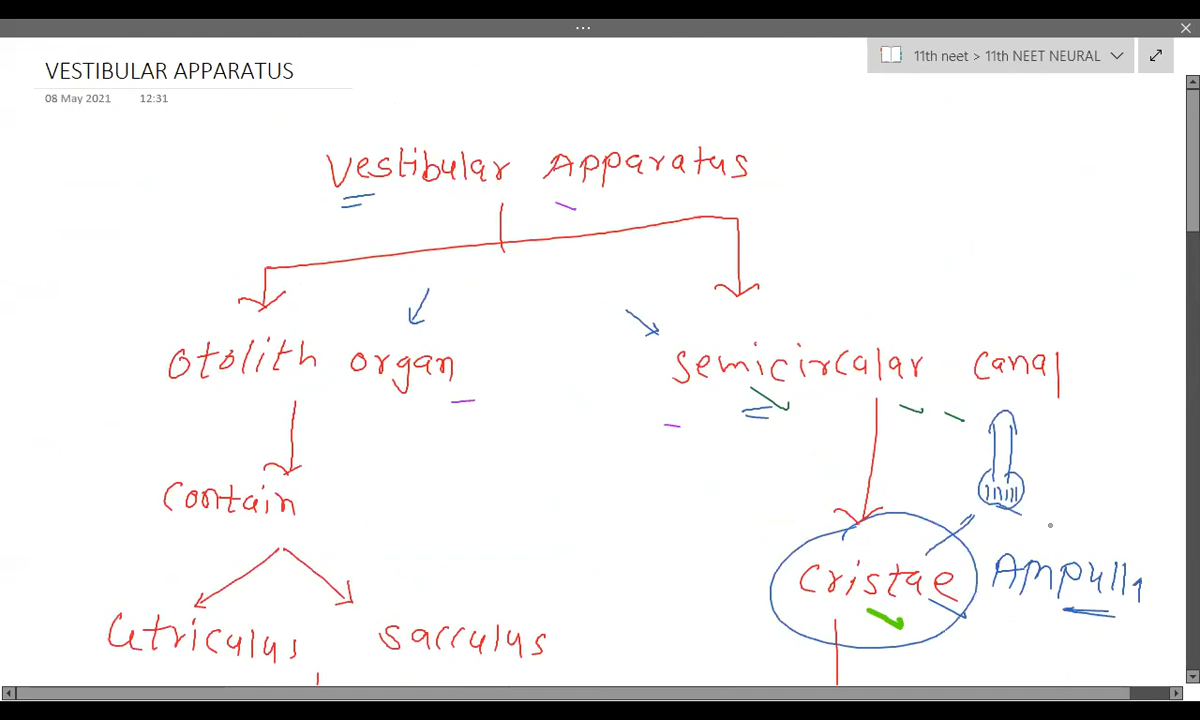 11th neet > 11th NEET NEURAL
VESTIBULAR APPARATUS
08 May 2021 12:31
Vestibular Apparatus
Otolith organ
Semicircular canal
Contain
Cristae
Ampulla
Utriculus
sacculus